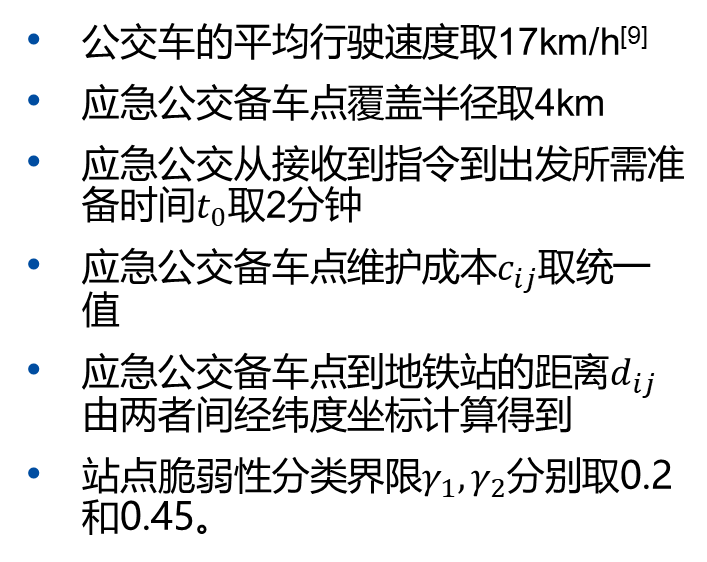 • 公交车的平均行驶速度取17km/h[9]
• 应急公交备车点覆盖半径取4km
• 应急公交从接收到指令到出发所需准
备时间t₀取2分钟
• 应急公交备车点维护成本cᵢⱼ取统一
值
• 应急公交备车点到地铁站的距离dᵢⱼ
由两者间经纬度坐标计算得到
• 站点脆弱性分类界限γ₁,γ₂分别取0.2
和0.45。